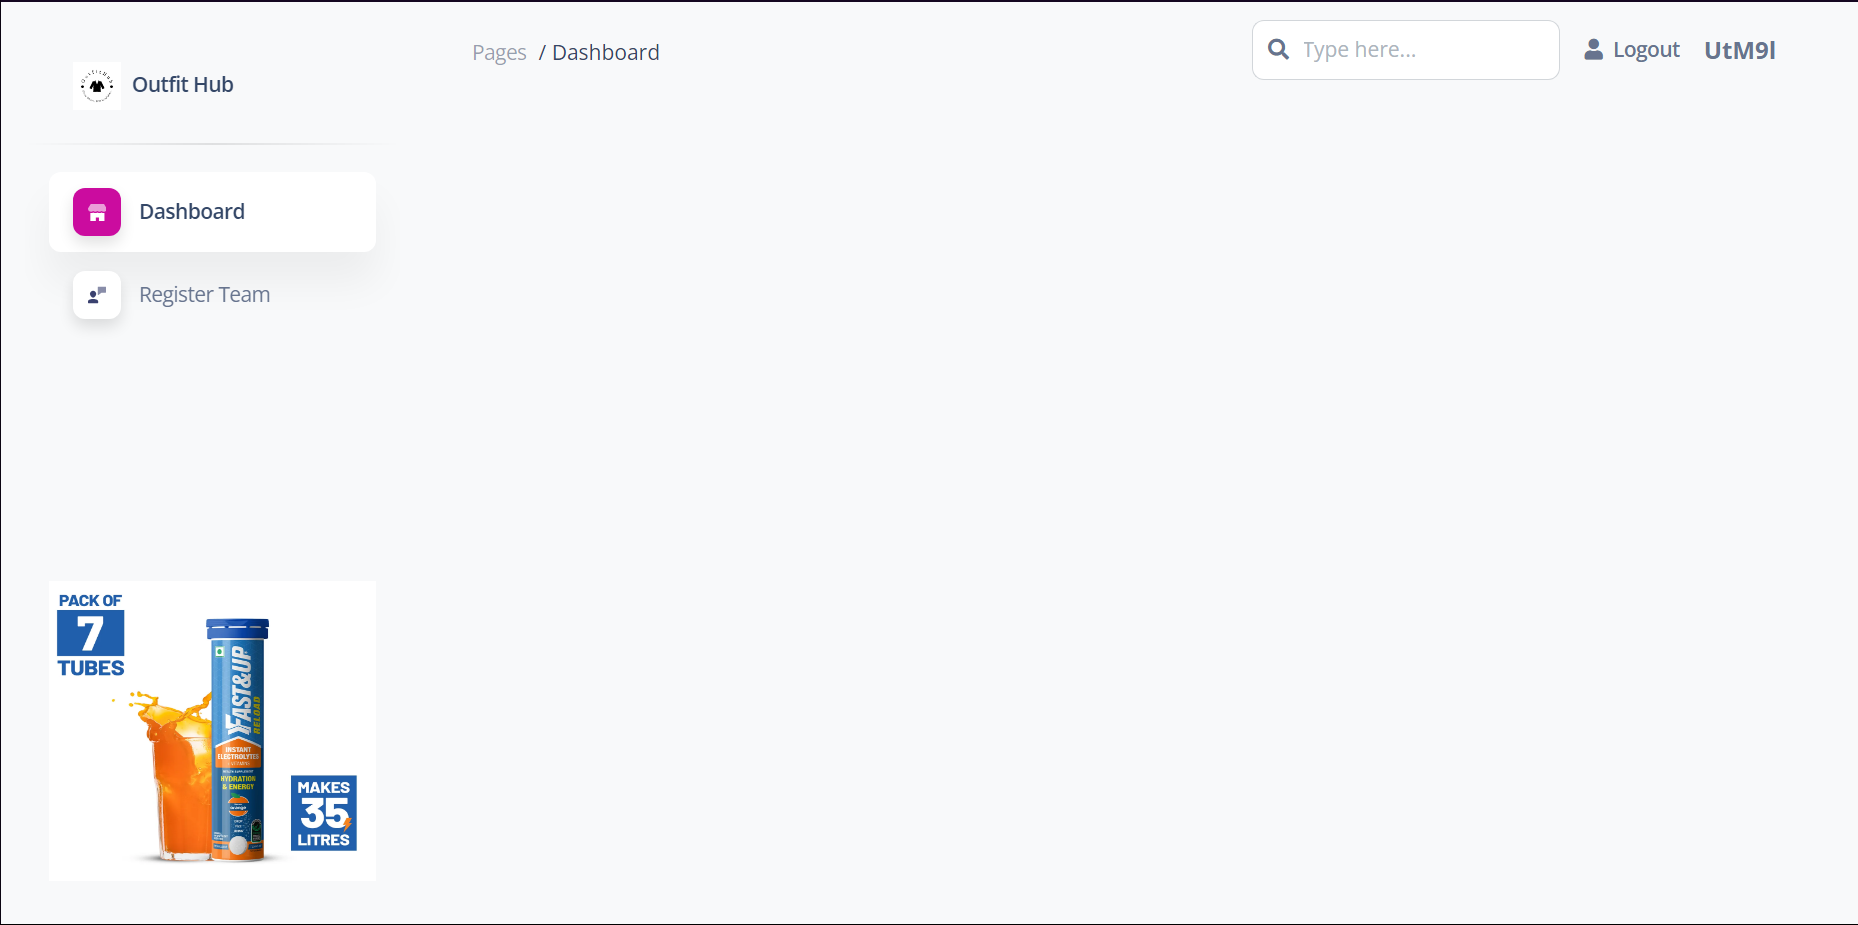 Outfit Hub
Pages / Dashboard
Type here...
Logout
UtM9l
Dashboard
Register Team
PACK OF
7
TUBES
FAST&UP
RELOAD
INSTANT
ELECTROLYTES
HYDRATION
& ENERGY
MAKES
35
LITRES